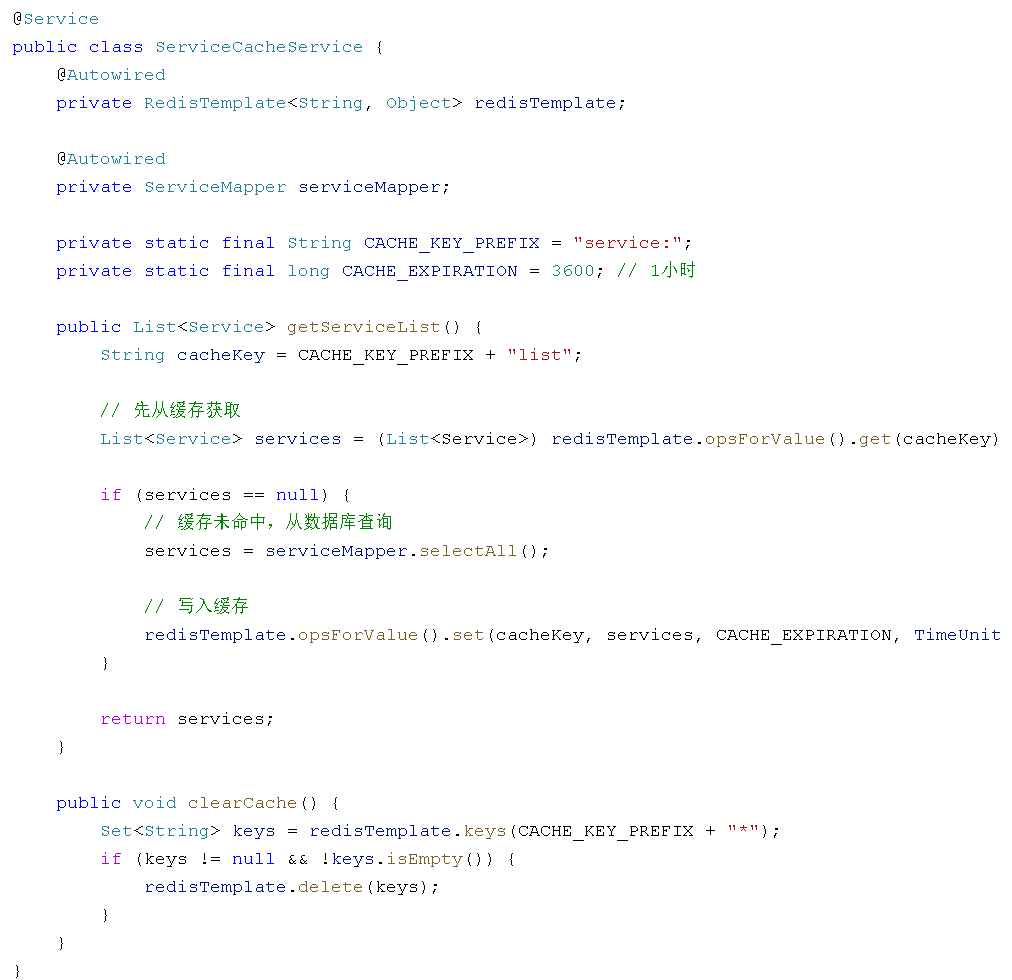 @Service
public class ServiceCacheService {
    @Autowired
    private RedisTemplate<String, Object> redisTemplate;

    @Autowired
    private ServiceMapper serviceMapper;

    private static final String CACHE_KEY_PREFIX = "service:";
    private static final long CACHE_EXPIRATION = 3600; // 1小时

    public List<Service> getServiceList() {
        String cacheKey = CACHE_KEY_PREFIX + "list";

        // 先从缓存获取
        List<Service> services = (List<Service>) redisTemplate.opsForValue().get(cacheKey)

        if (services == null) {
            // 缓存未命中，从数据库查询
            services = serviceMapper.selectAll();

            // 写入缓存
            redisTemplate.opsForValue().set(cacheKey, services, CACHE_EXPIRATION, TimeUnit
        }

        return services;
    }

    public void clearCache() {
        Set<String> keys = redisTemplate.keys(CACHE_KEY_PREFIX + "*");
        if (keys != null && !keys.isEmpty()) {
            redisTemplate.delete(keys);
        }
    }
}